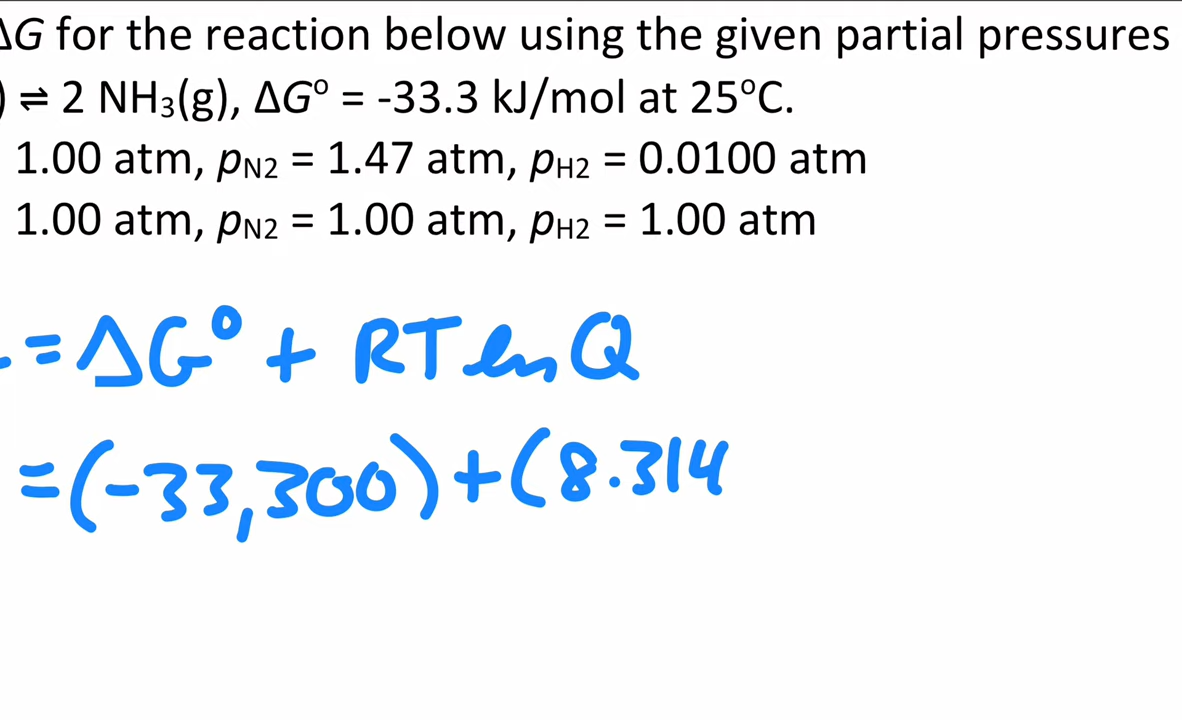 ΔG for the reaction below using the given partial pressures
) ⇌ 2 NH₃(g), ΔG° = -33.3 kJ/mol at 25°C.
1.00 atm, pN2 = 1.47 atm, pH2 = 0.0100 atm
1.00 atm, pN2 = 1.00 atm, pH2 = 1.00 atm
= ΔG° + RT ln Q
= (-33,300) + (8.314